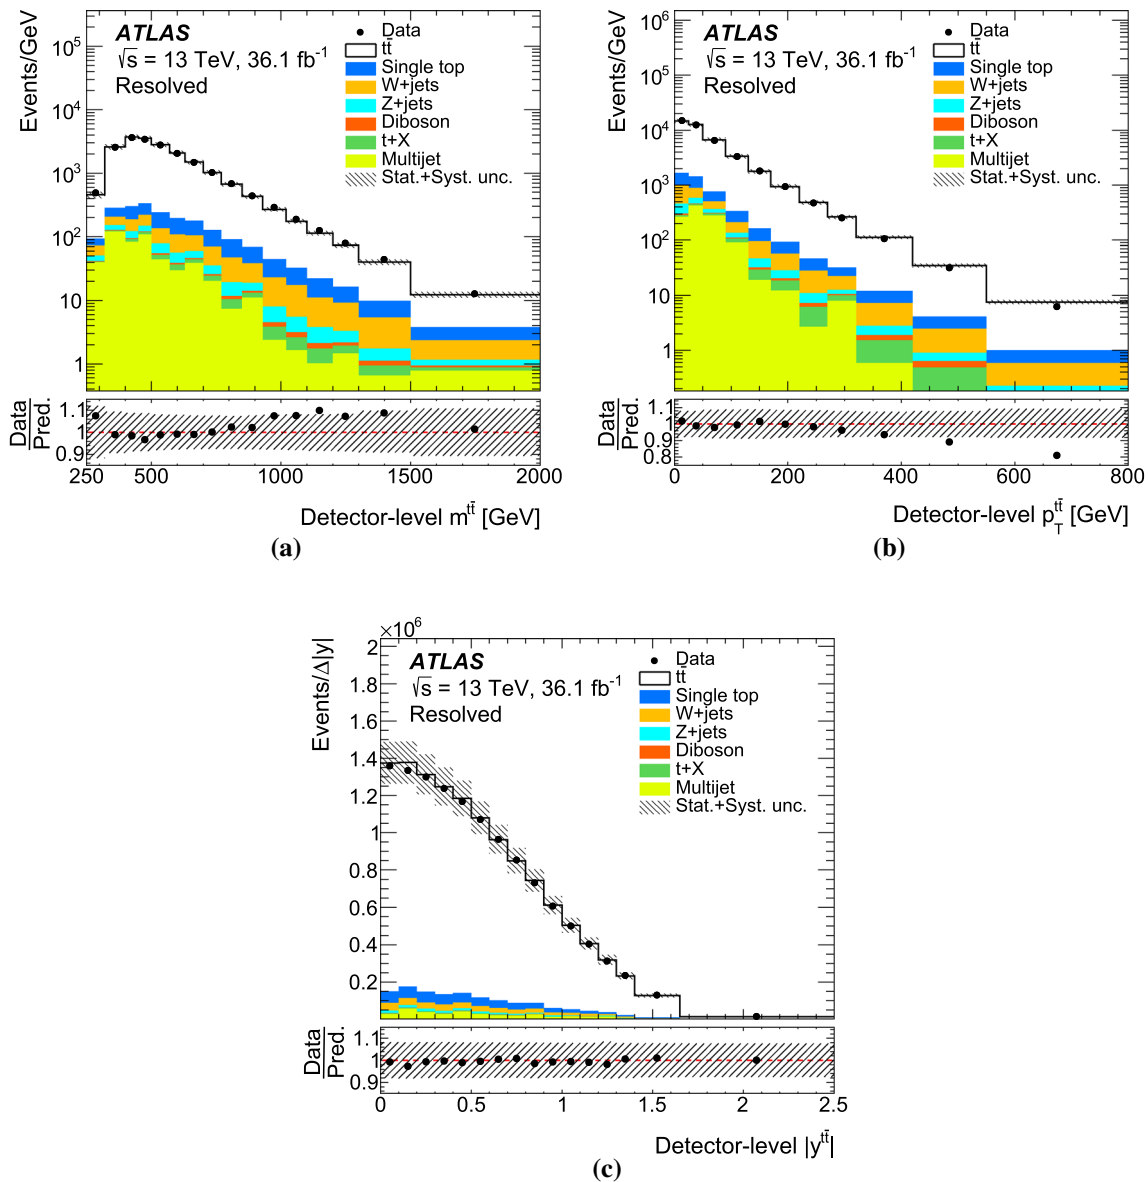 ATLAS
√s = 13 TeV, 36.1 fb⁻¹
Resolved
Data
tt̄
Single top
W+jets
Z+jets
Diboson
t+X
Multijet
Stat.+Syst. unc.
Events/GeV
10⁵
10⁴
10³
10²
10
1
Data
Pred.
1.1
1
0.9
250 500 1000 1500 2000
Detector-level m^tt̄ [GeV]
(a)
ATLAS
√s = 13 TeV, 36.1 fb⁻¹
Resolved
Data
tt̄
Single top
W+jets
Z+jets
Diboson
t+X
Multijet
Stat.+Syst. unc.
Events/GeV
10⁶
10⁵
10⁴
10³
10²
10
1
Data
Pred.
1.1
1
0.9
0.8
0 200 400 600 800
Detector-level p_T^tt̄ [GeV]
(b)
×10⁶
ATLAS
√s = 13 TeV, 36.1 fb⁻¹
Resolved
Data
tt̄
Single top
W+jets
Z+jets
Diboson
t+X
Multijet
Stat.+Syst. unc.
Events/Δ|y|
2
1.8
1.6
1.4
1.2
1
0.8
0.6
0.4
0.2
Data
Pred.
1.1
1
0.9
0 0.5 1 1.5 2 2.5
Detector-level |y^tt̄|
(c)